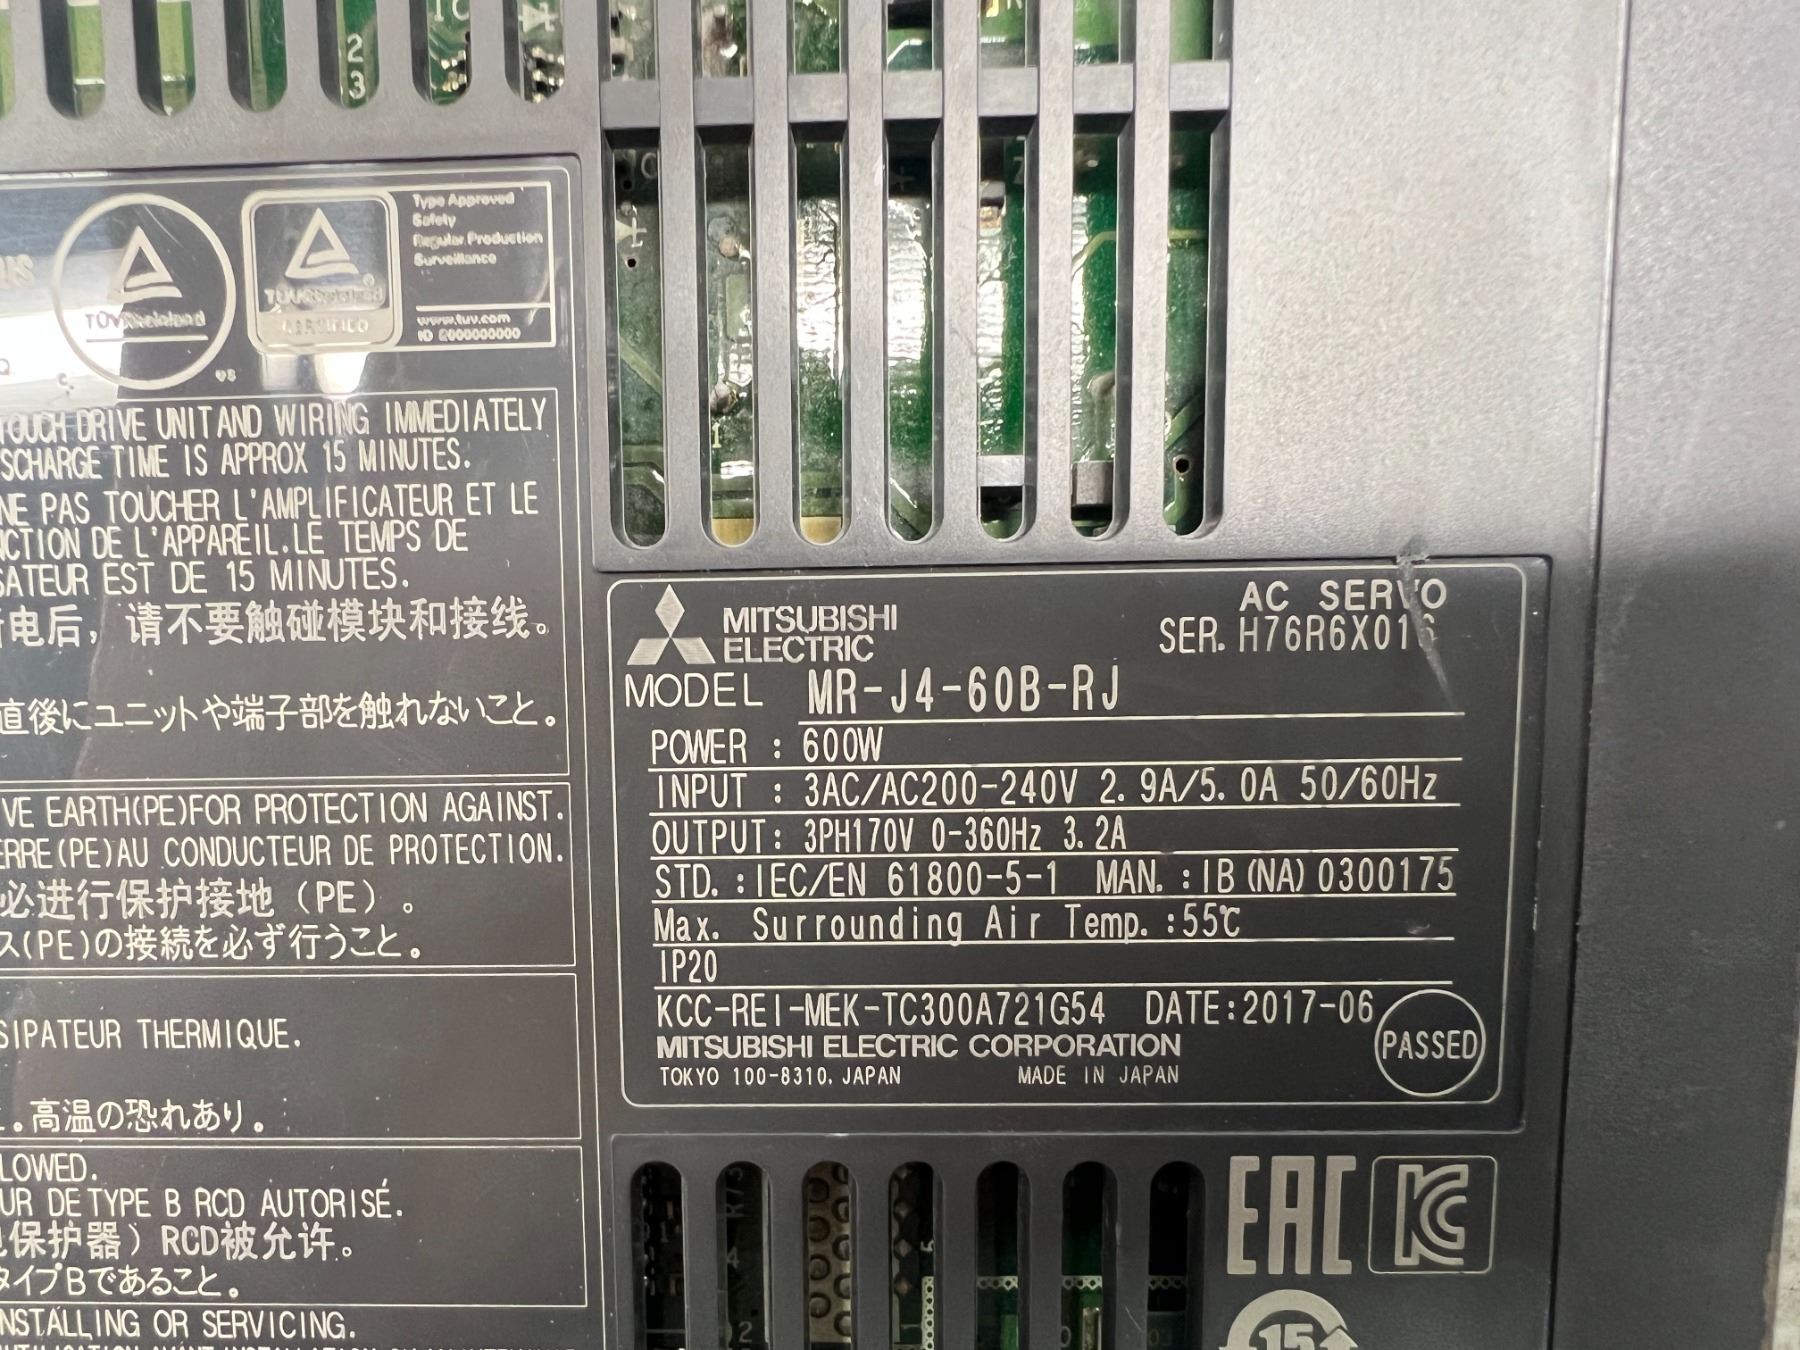 23
Type Approved
Safety
Regular Production
Surveillance
www.tuv.com
TÜVRheinland
CERTIFIED
TÜVRheinland
TOUCH DRIVE UNIT AND WIRING IMMEDIATELY
SCHARGE TIME IS APPROX 15 MINUTES.
NE PAS TOUCHER L'AMPLIFICATEUR ET LE
NCTION DE L'APPAREIL.LE TEMPS DE
SATEUR EST DE 15 MINUTES.
电后，请不要触碰模块和接线。
直後にユニットや端子部を触れないこと。
VE EARTH(PE)FOR PROTECTION AGAINST.
ERRE(PE)AU CONDUCTEUR DE PROTECTION.
必进行保护接地（PE）。
ス(PE)の接続を必ず行うこと。
SIPATEUR THERMIQUE.
。高温の恐れあり。
LOWED.
UR DE TYPE B RCD AUTORISÉ.
保护器）RCD被允许。
タイプBであること。
NSTALLING OR SERVICING.
MITSUBISHI
ELECTRIC
AC SERVO
SER. H76R6X016
MODEL MR-J4-60B-RJ
POWER : 600W
INPUT : 3AC/AC200-240V 2.9A/5.0A 50/60Hz
OUTPUT: 3PH170V 0-360Hz 3.2A
STD. : IEC/EN 61800-5-1 MAN. : IB(NA)0300175
Max. Surrounding Air Temp. :55℃
IP20
KCC-REI-MEK-TC300A721G54 DATE:2017-06
PASSED
MITSUBISHI ELECTRIC CORPORATION
TOKYO 100-8310, JAPAN MADE IN JAPAN
EAC
15